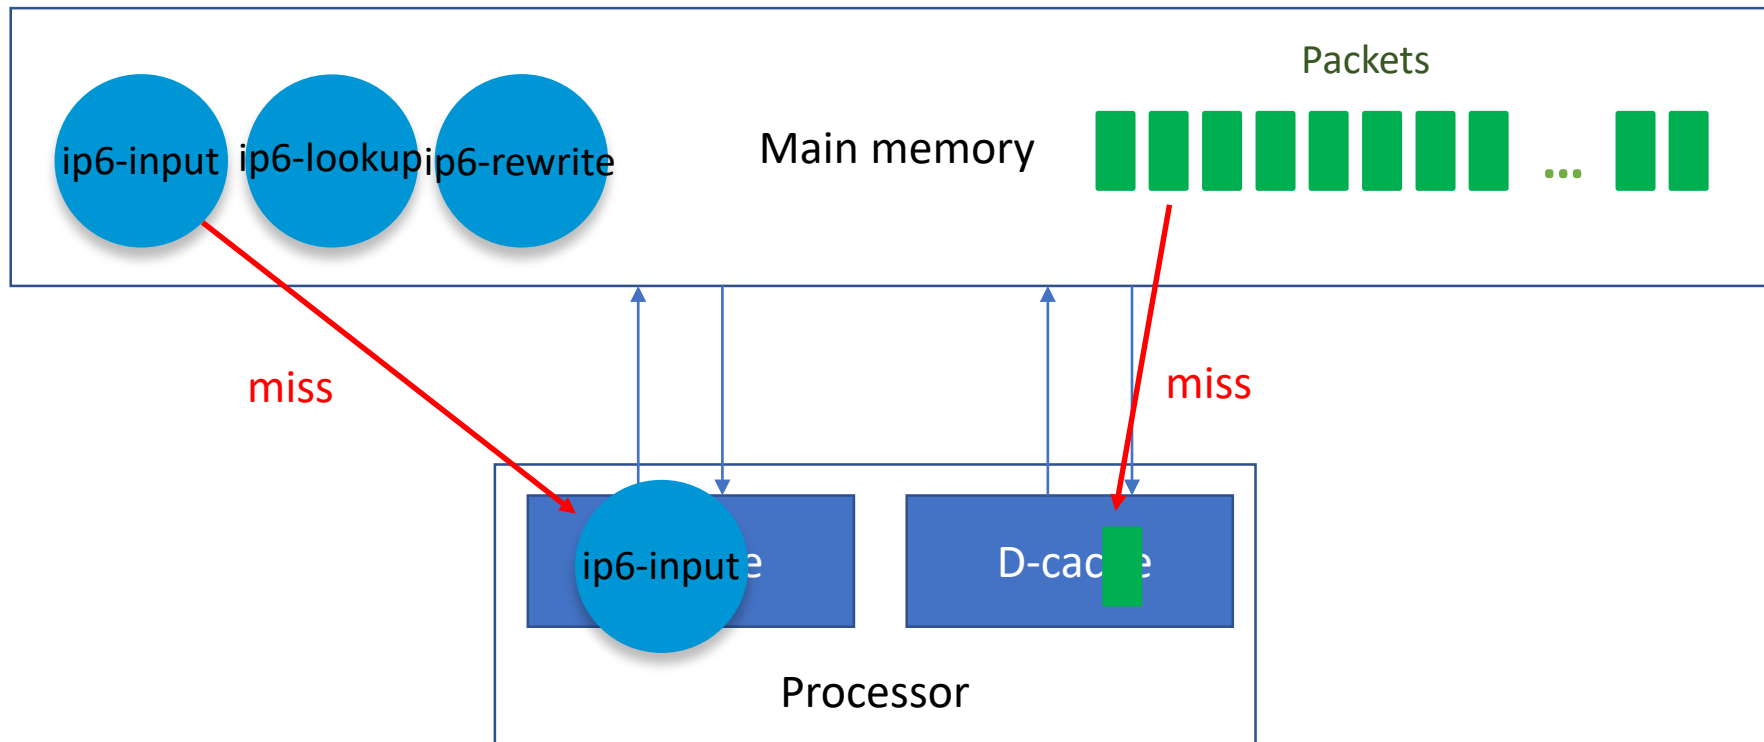 Packets
ip6-input
ip6-lookup
ip6-rewrite
Main memory
...
miss
miss
ip6-input
e
D-cac e
Processor